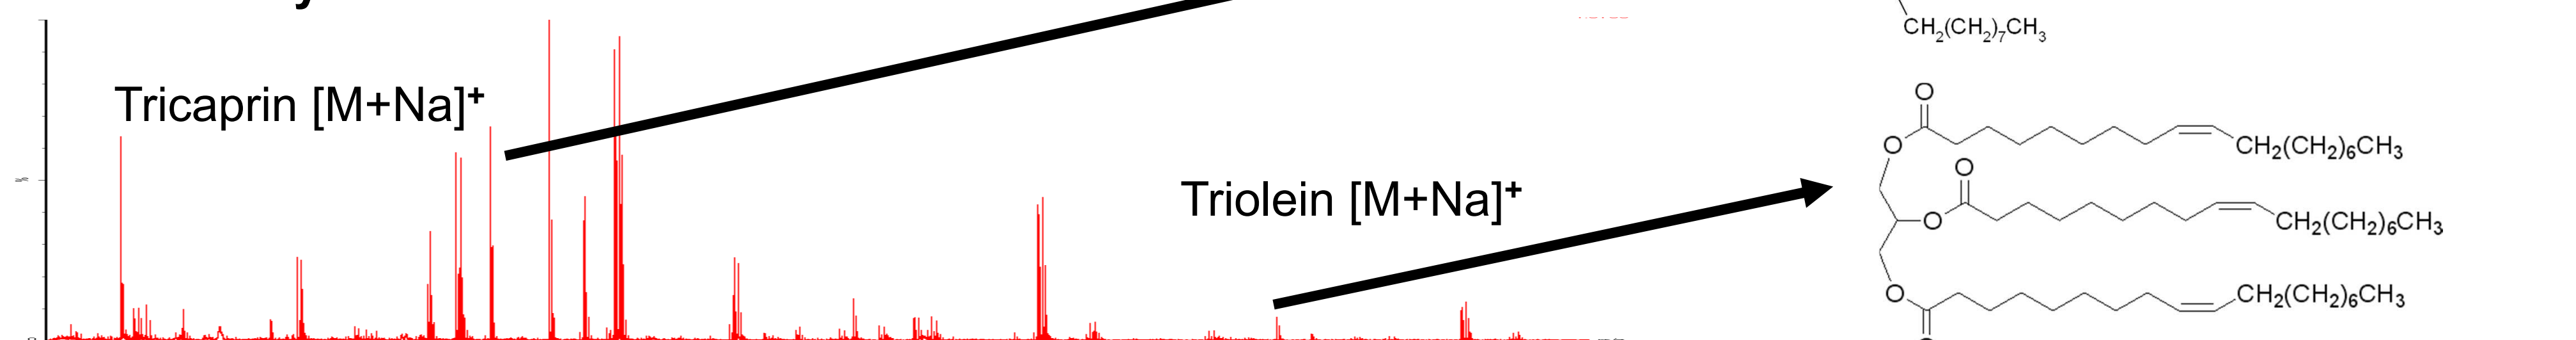 CH₂(CH₂)₇CH₃
Tricaprin [M+Na]⁺
O
CH₂(CH₂)₆CH₃
O
O
Triolein [M+Na]⁺
O
CH₂(CH₂)₆CH₃
O
CH₂(CH₂)₆CH₃